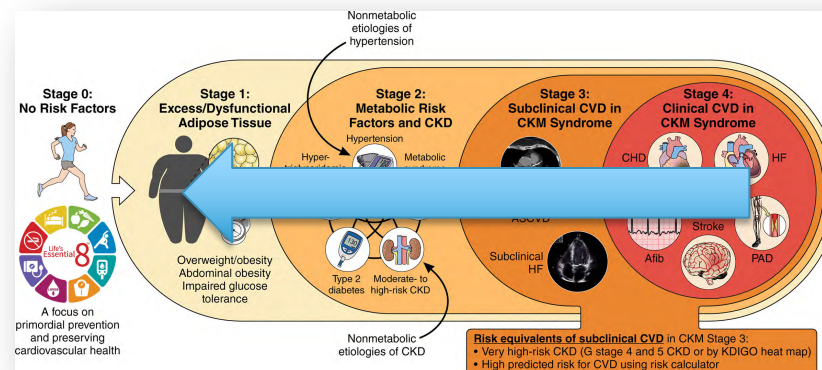 Nonmetabolic
etiologies of
hypertension
Stage 0:
No Risk Factors
Stage 1:
Excess/Dysfunctional
Adipose Tissue
Stage 2:
Metabolic Risk
Factors and CKD
Stage 3:
Subclinical CVD in
CKM Syndrome
Stage 4:
Clinical CVD in
CKM Syndrome
Hypertension
Hyper-
Metabolic
CHD
HF
ASCVD
Life's
Essential
8
Subclinical
HF
Afib
Stroke
PAD
Overweight/obesity
Abdominal obesity
Impaired glucose
tolerance
Type 2
diabetes
Moderate- to
high-risk CKD
A focus on
primordial prevention
and preserving
cardiovascular health
Nonmetabolic
etiologies of CKD
Risk equivalents of subclinical CVD in CKM Stage 3:
• Very high-risk CKD (G stage 4 and 5 CKD or by KDIGO heat map)
• High predicted risk for CVD using risk calculator